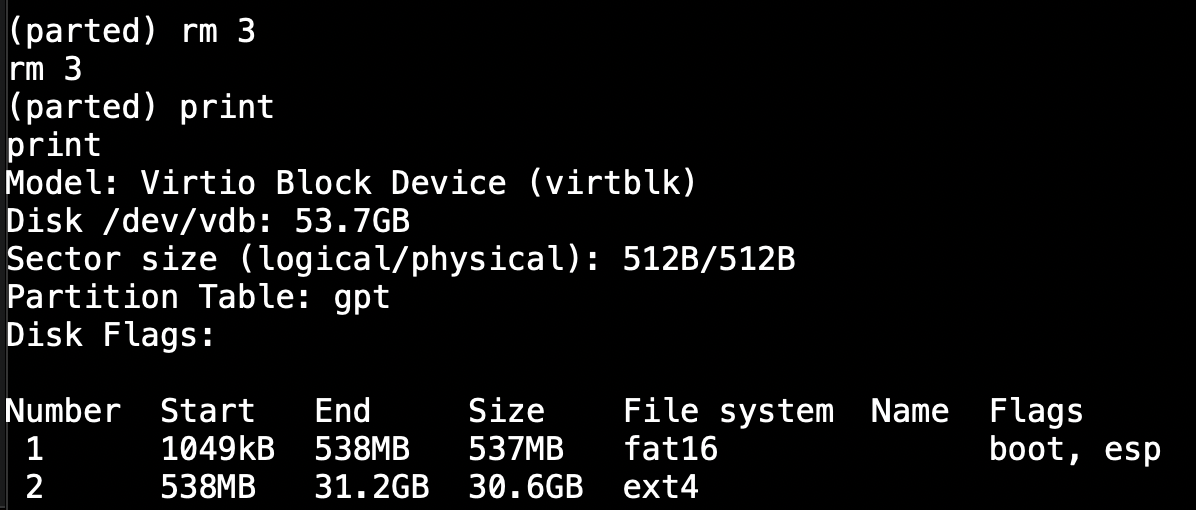 (parted) rm 3
rm 3
(parted) print
print
Model: Virtio Block Device (virtblk)
Disk /dev/vdb: 53.7GB
Sector size (logical/physical): 512B/512B
Partition Table: gpt
Disk Flags:

Number  Start   End     Size    File system  Name  Flags
 1      1049kB  538MB   537MB   fat16              boot, esp
 2      538MB   31.2GB  30.6GB  ext4